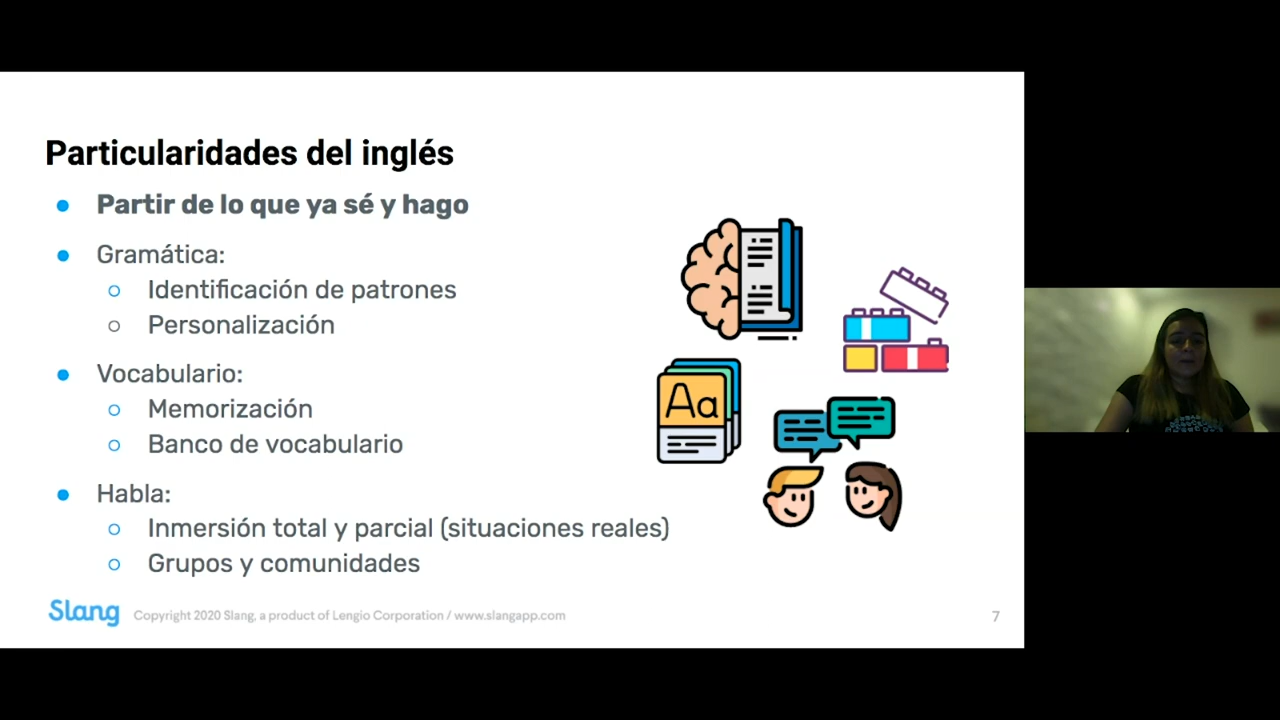 Particularidades del inglés
Partir de lo que ya sé y hago
Gramática:
Identificación de patrones
Personalización
Vocabulario:
Memorización
Banco de vocabulario
Habla:
Inmersión total y parcial (situaciones reales)
Grupos y comunidades
Aa
Slang Copyright 2020 Slang, a product of Lengio Corporation / www.slangapp.com 7